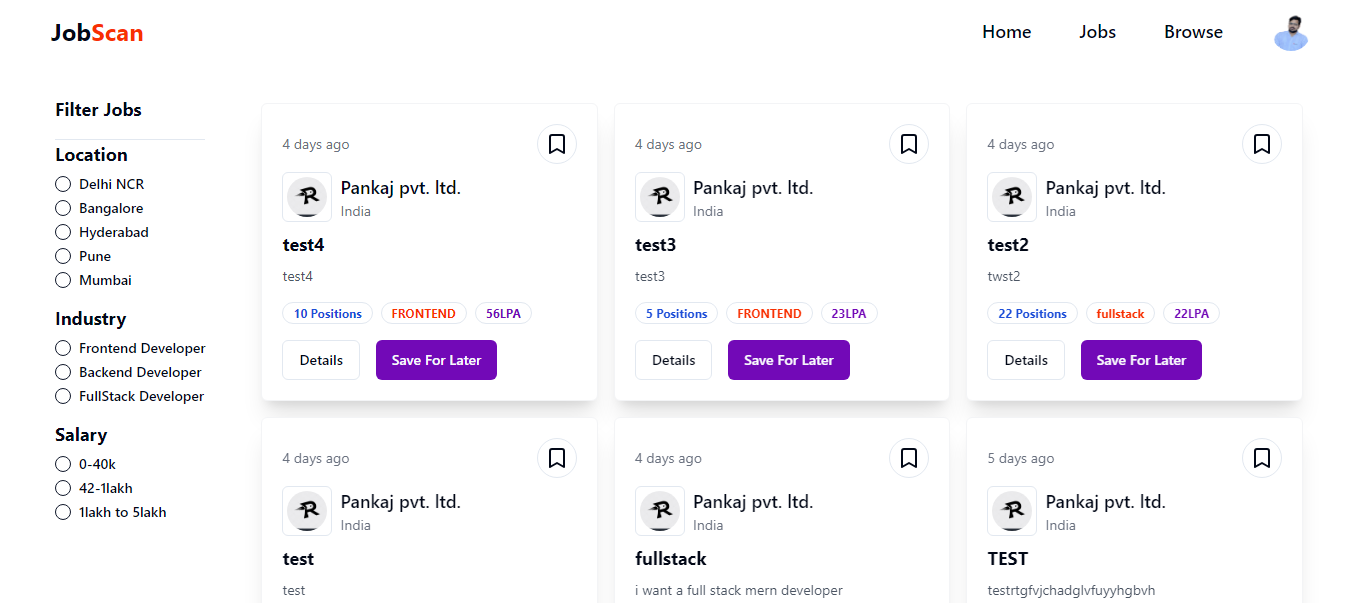 JobScan
Home
Jobs
Browse
Filter Jobs
Location
Delhi NCR
Bangalore
Hyderabad
Pune
Mumbai
Industry
Frontend Developer
Backend Developer
FullStack Developer
Salary
0-40k
42-1lakh
1lakh to 5lakh
4 days ago
Pankaj pvt. ltd.
India
test4
test4
10 Positions
FRONTEND
56LPA
Details
Save For Later
4 days ago
Pankaj pvt. ltd.
India
test3
test3
5 Positions
FRONTEND
23LPA
Details
Save For Later
4 days ago
Pankaj pvt. ltd.
India
test2
twst2
22 Positions
fullstack
22LPA
Details
Save For Later
4 days ago
Pankaj pvt. ltd.
India
test
test
4 days ago
Pankaj pvt. ltd.
India
fullstack
i want a full stack mern developer
5 days ago
Pankaj pvt. ltd.
India
TEST
testrtgfvjchadglvfuyyhgbvh